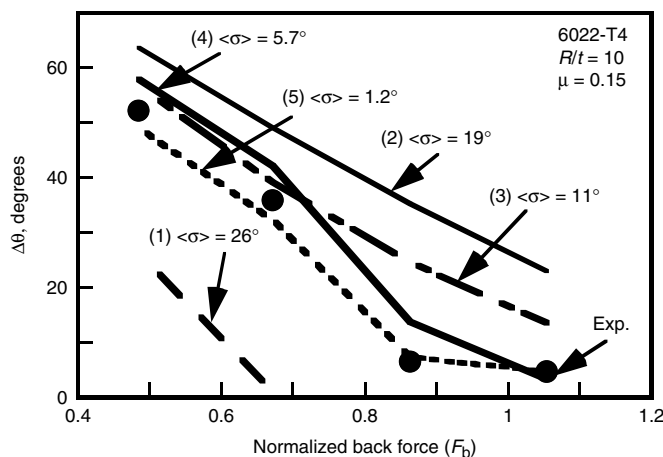 6022-T4
R/t = 10
μ = 0.15
(4) <σ> = 5.7°
(5) <σ> = 1.2°
(2) <σ> = 19°
(3) <σ> = 11°
(1) <σ> = 26°
Exp.
Δθ, degrees
60
40
20
0
0.4
0.6
0.8
1
1.2
Normalized back force (Fb)